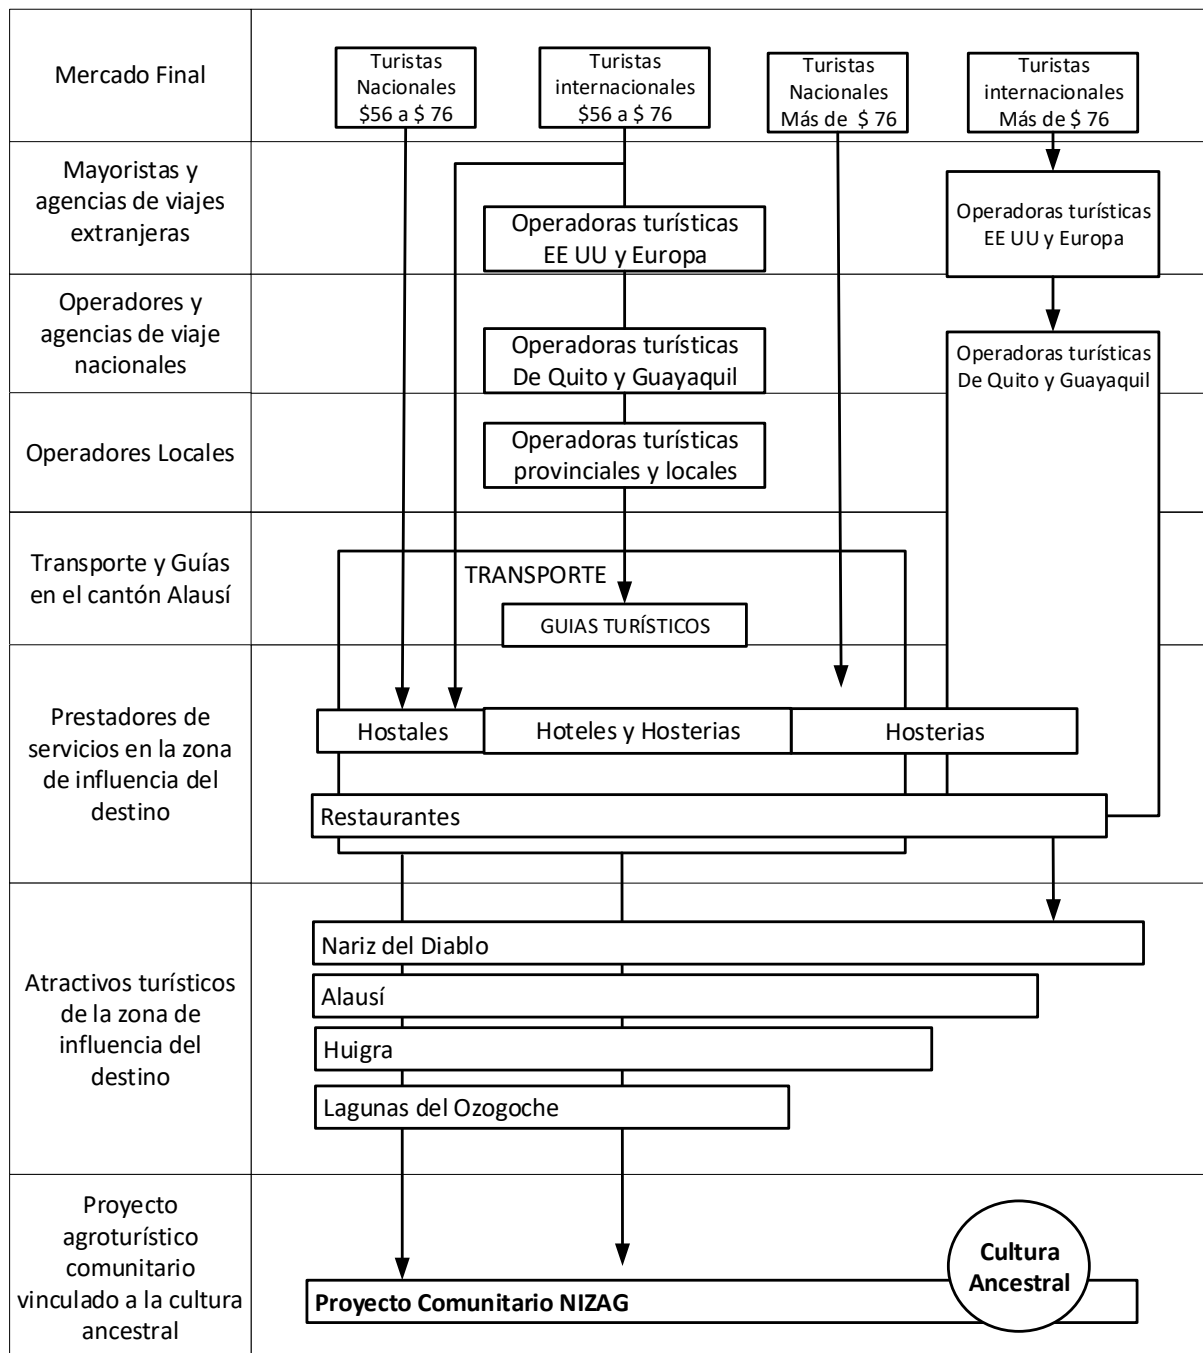 Mercado Final
Turistas
Nacionales
$56 a $ 76
Turistas
internacionales
$56 a $ 76
Turistas
Nacionales
Más de $ 76
Turistas
internacionales
Más de $ 76
Mayoristas y
agencias de viajes
extranjeras
Operadoras turísticas
EE UU y Europa
Operadoras turísticas
EE UU y Europa
Operadores y
agencias de viaje
nacionales
Operadoras turísticas
De Quito y Guayaquil
Operadoras turísticas
De Quito y Guayaquil
Operadores Locales
Operadoras turísticas
provinciales y locales
Transporte y Guías
en el cantón Alausí
TRANSPORTE
GUIAS TURÍSTICOS
Prestadores de
servicios en la zona
de influencia del
destino
Hostales
Hoteles y Hosterias
Hosterias
Restaurantes
Atractivos turísticos
de la zona de
influencia del
destino
Nariz del Diablo
Alausí
Huigra
Lagunas del Ozogoche
Proyecto
agroturístico
comunitario
vinculado a la cultura
ancestral
Cultura
Ancestral
Proyecto Comunitario NIZAG